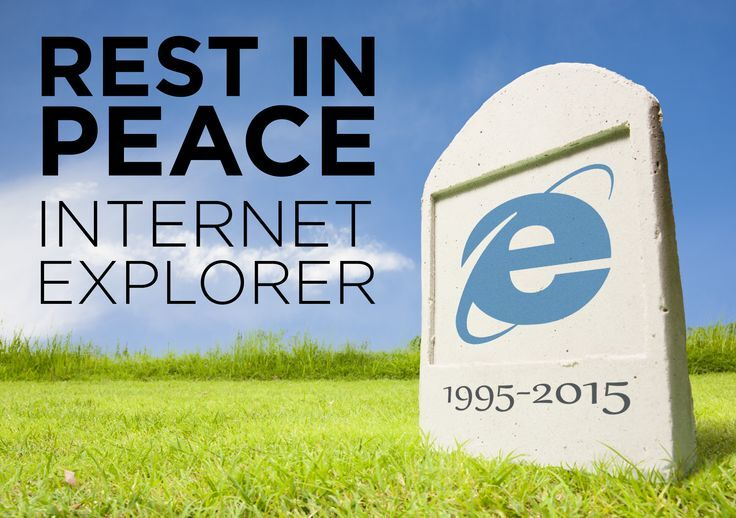 REST IN
PEACE
INTERNET
EXPLORER
e
1995-2015